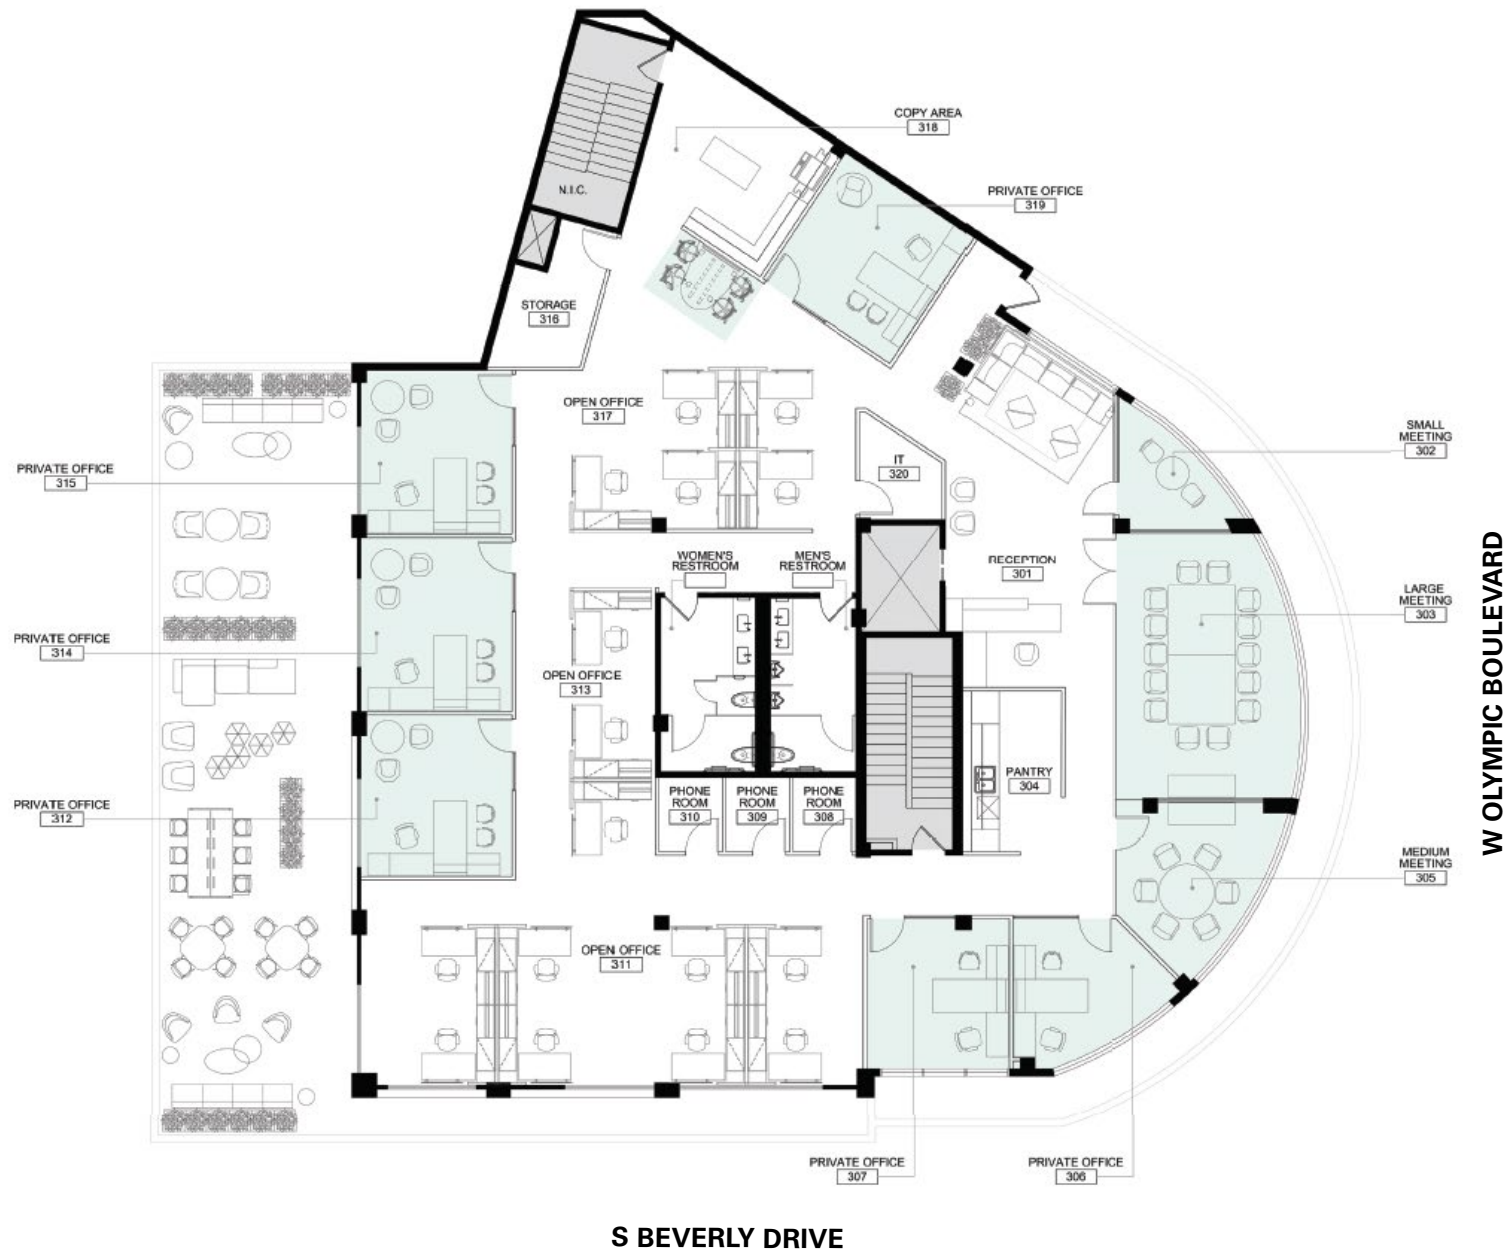 COPY AREA
318
PRIVATE OFFICE
319
N.I.C.
STORAGE
316
OPEN OFFICE
317
SMALL
MEETING
302
IT
320
PRIVATE OFFICE
315
WOMEN'S
RESTROOM
MEN'S
RESTROOM
RECEPTION
301
LARGE
MEETING
303
PRIVATE OFFICE
314
OPEN OFFICE
313
W OLYMPIC BOULEVARD
PANTRY
304
PRIVATE OFFICE
312
PHONE
ROOM
310
PHONE
ROOM
309
PHONE
ROOM
308
MEDIUM
MEETING
305
OPEN OFFICE
311
PRIVATE OFFICE
307
PRIVATE OFFICE
306
S BEVERLY DRIVE